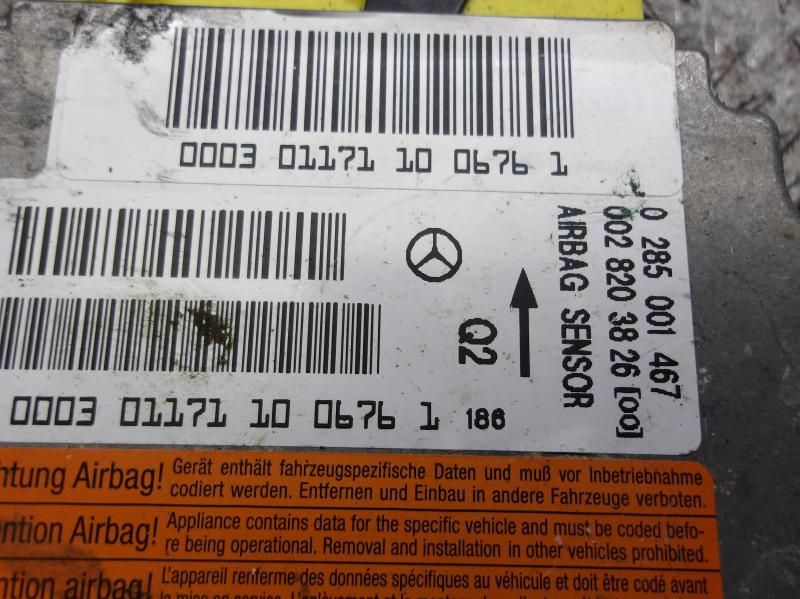 0003 01171 10 0676 1
0 285 001 467
002 820 38 26 [00]
AIRBAG SENSOR
Q2
0003 01171 10 0676 1 186
chtung Airbag! Gerät enthält fahrzeugspezifische Daten und muß vor Inbetriebnahme
codiert werden. Entfernen und Einbau in andere Fahrzeuge verboten.
ention Airbag! Appliance contains data for the specific vehicle and must be coded befo-
re being operational. Removal and installation in other vehicles prohibited.
ention airbag! L'appareil renferme des données spécifiques au véhicule et doit être codé avant